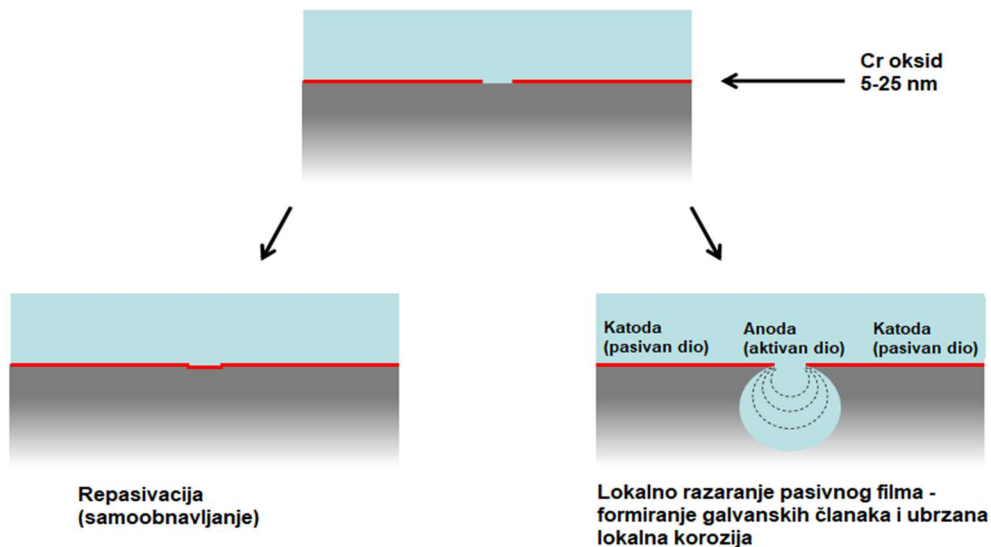 Cr oksid
5-25 nm
Katoda
(pasivan dio)
Anoda
(aktivan dio)
Katoda
(pasivan dio)
Repasivacija
(samoobnavljanje)
Lokalno razaranje pasivnog filma -
formiranje galvanskih članaka i ubrzana
lokalna korozija